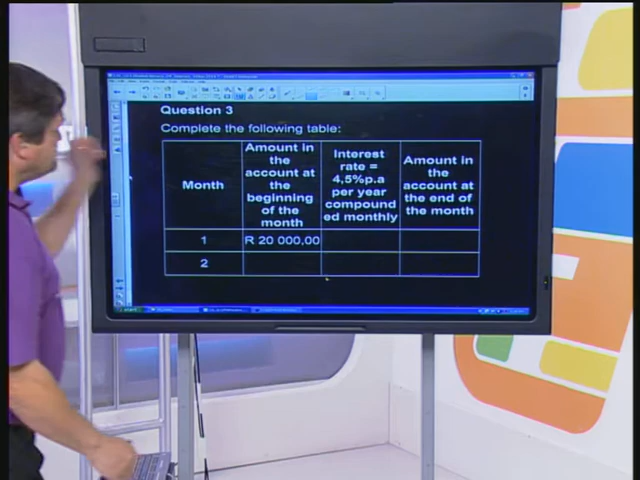 Question 3
Complete the following table:
Month
Amount in
the
account at
the
beginning
of the
month
Interest
rate =
4,5%p.a
per year
compound
ed monthly
Amount in
the
account at
the end of
the month
1
R 20 000,00
2